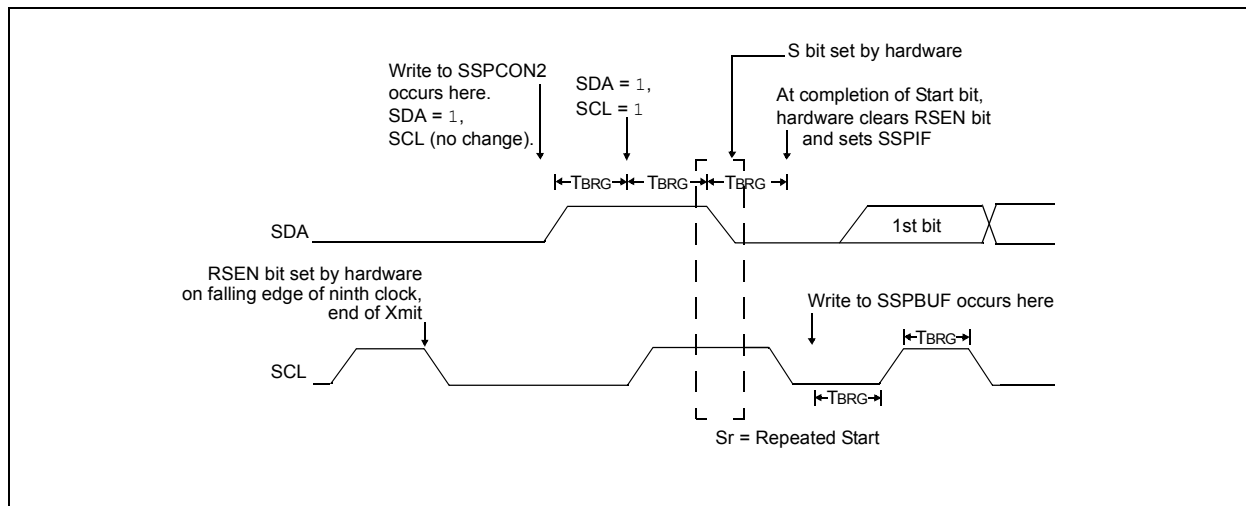 S bit set by hardware
Write to SSPCON2
occurs here.
SDA = 1,
SCL (no change).
SDA = 1,
SCL = 1
At completion of Start bit,
hardware clears RSEN bit
and sets SSPIF
TBRG
TBRG
TBRG
SDA
1st bit
RSEN bit set by hardware
on falling edge of ninth clock,
end of Xmit
Write to SSPBUF occurs here
TBRG
SCL
TBRG
Sr = Repeated Start